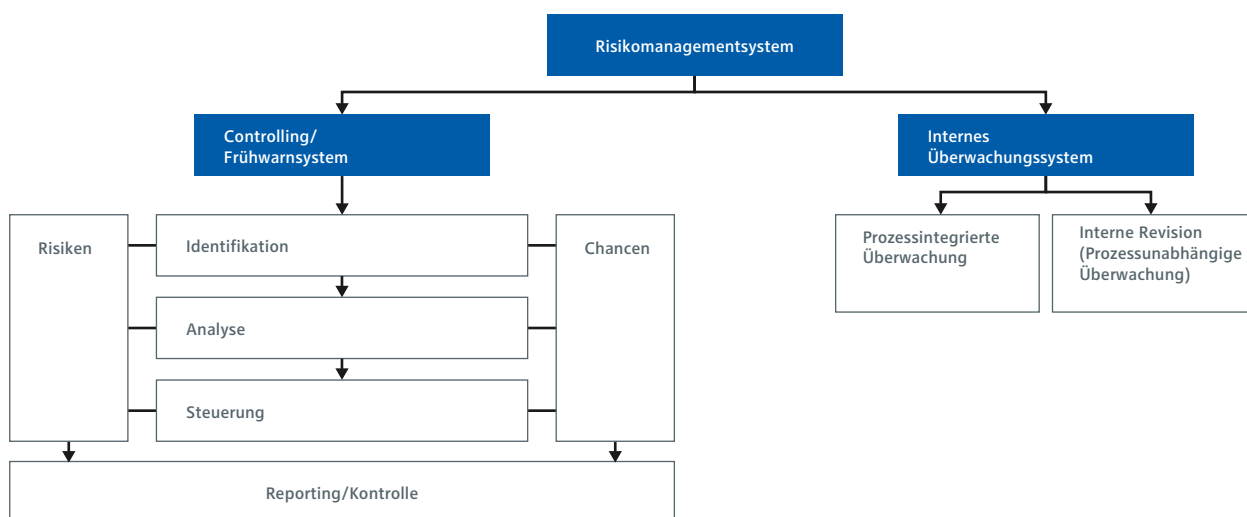 Risikomanagementsystem
Controlling/
Frühwarnsystem
Internes
Überwachungssystem
Risiken
Identifikation
Chancen
Prozessintegrierte
Überwachung
Interne Revision
(Prozessunabhängige
Überwachung)
Analyse
Steuerung
Reporting/Kontrolle